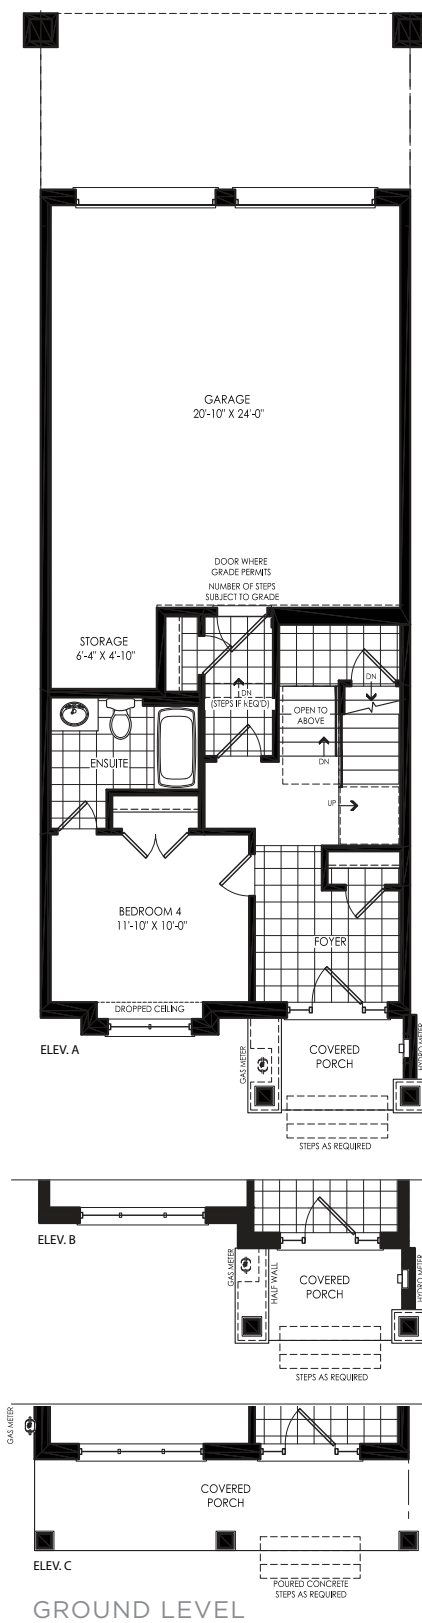 GARAGE
20'-10" X 24'-0"
DOOR WHERE
GRADE PERMITS
NUMBER OF STEPS
SUBJECT TO GRADE
STORAGE
6'-4" X 4'-10"
DN
(STEPS IF REQ'D)
DN
OPEN TO
ABOVE
DN
ENSUITE
UP
BEDROOM 4
11'-10" X 10'-0"
FOYER
DROPPED CEILING
ELEV. A
GAS METER
COVERED
PORCH
HYDRO METER
STEPS AS REQUIRED
ELEV. B
GAS METER
HALF WALL
COVERED
PORCH
HYDRO METER
STEPS AS REQUIRED
GAS METER
COVERED
PORCH
ELEV. C
POURED CONCRETE
STEPS AS REQUIRED
GROUND LEVEL